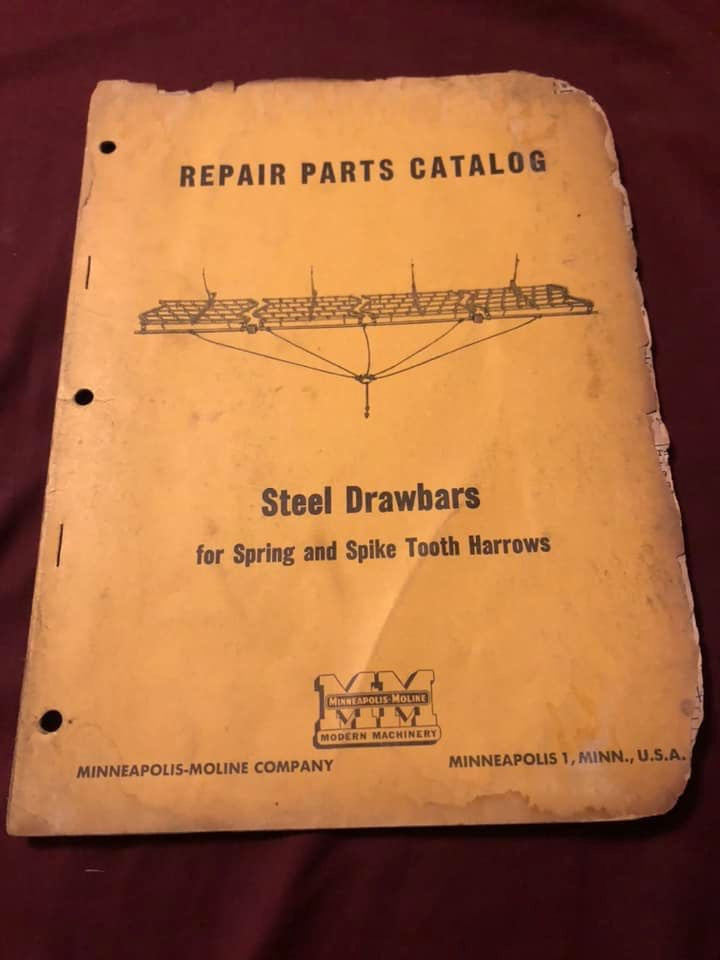 REPAIR PARTS CATALOG
Steel Drawbars
for Spring and Spike Tooth Harrows
MM
MINNEAPOLIS-MOLINE
MTM
MODERN MACHINERY
MINNEAPOLIS-MOLINE COMPANY
MINNEAPOLIS 1, MINN., U.S.A.